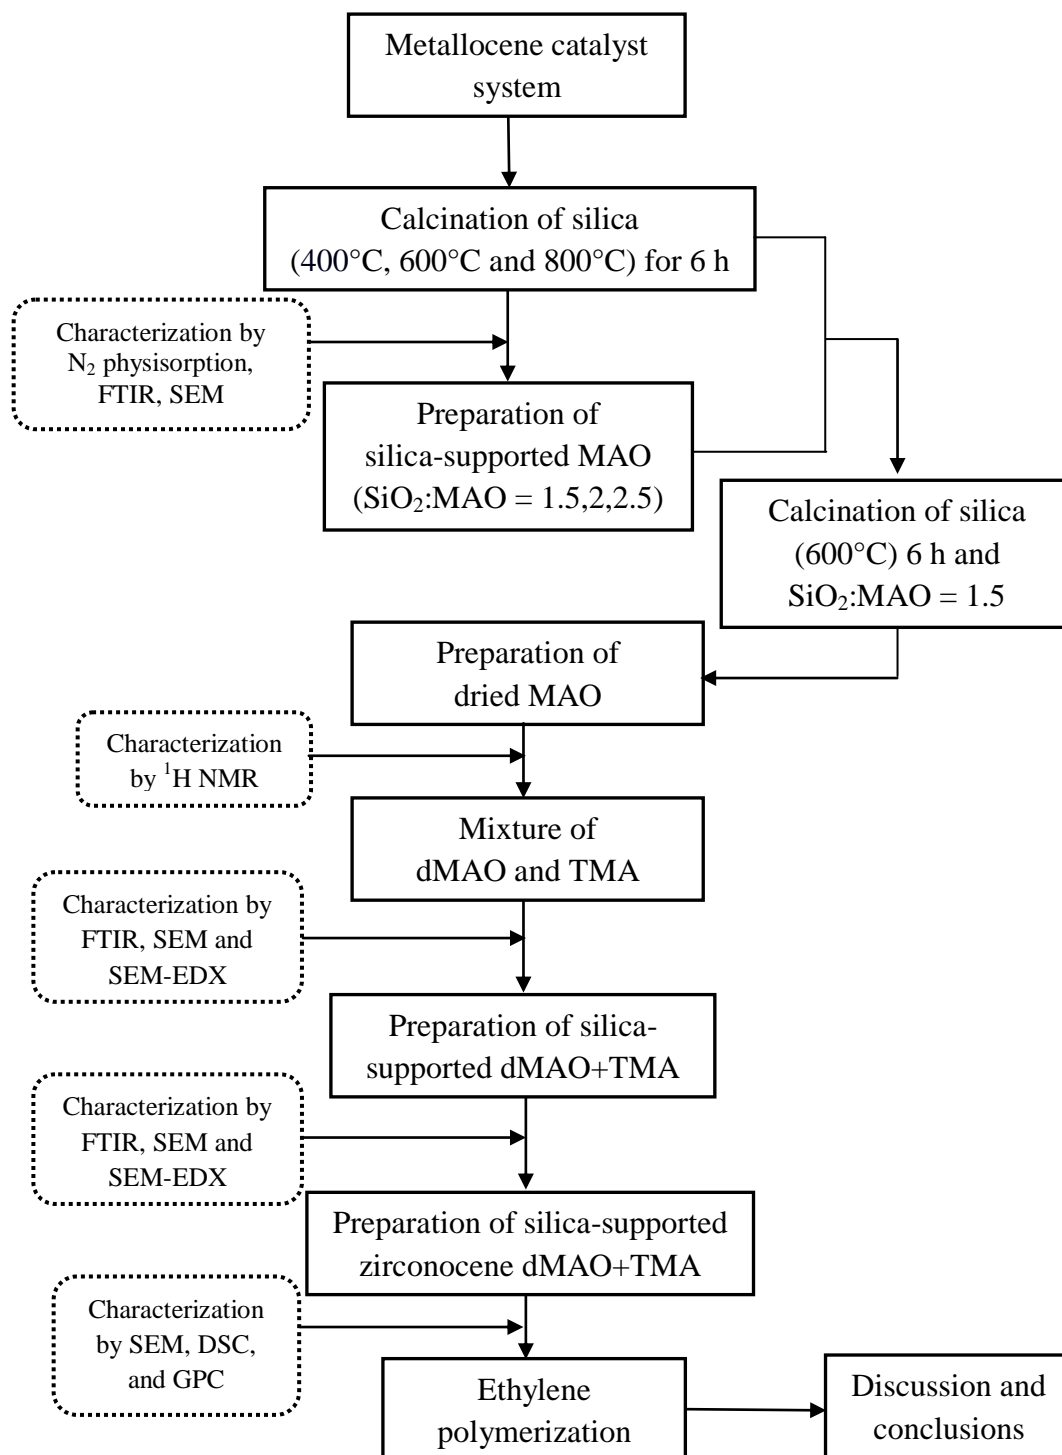 Metallocene catalyst
system
Calcination of silica
(400°C, 600°C and 800°C) for 6 h
Characterization by
N₂ physisorption,
FTIR, SEM
Preparation of
silica-supported MAO
(SiO₂:MAO = 1.5,2,2.5)
Calcination of silica
(600°C) 6 h and
SiO₂:MAO = 1.5
Preparation of
dried MAO
Characterization
by ¹H NMR
Mixture of
dMAO and TMA
Characterization by
FTIR, SEM and
SEM-EDX
Preparation of silica-
supported dMAO+TMA
Characterization by
FTIR, SEM and
SEM-EDX
Preparation of silica-supported
zirconocene dMAO+TMA
Characterization
by SEM, DSC,
and GPC
Ethylene
polymerization
Discussion and
conclusions